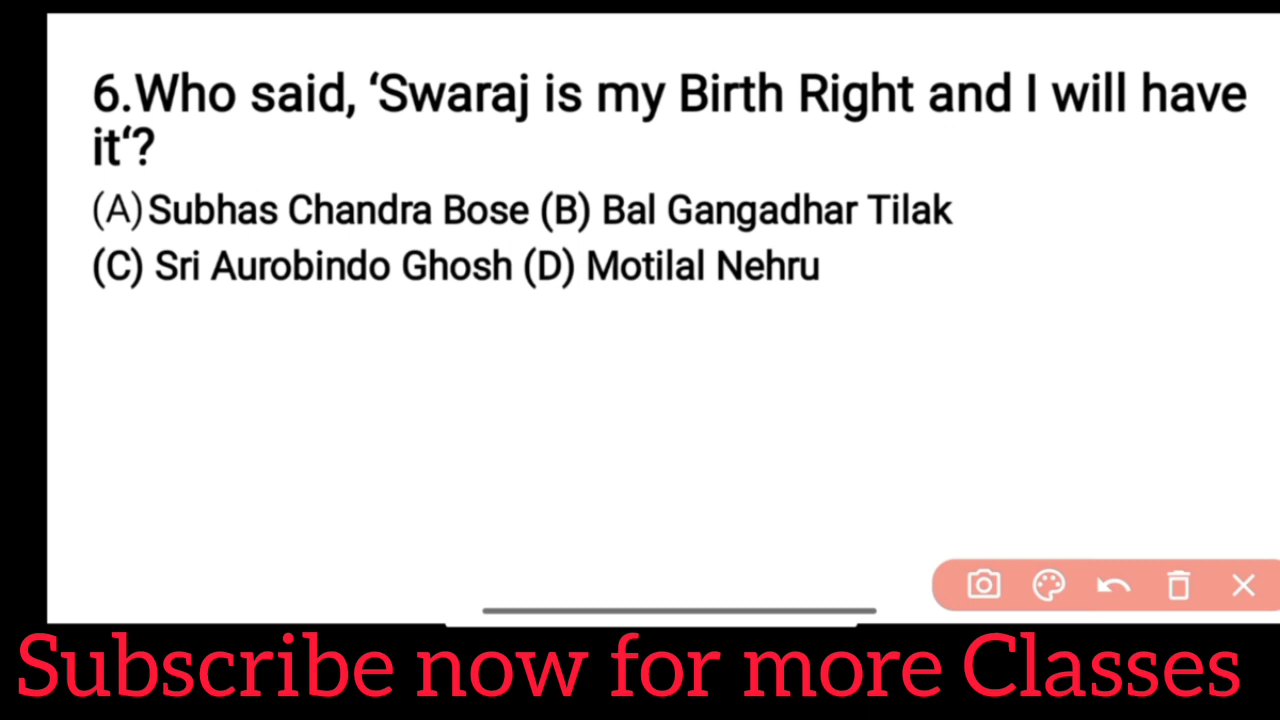 6.Who said, ‘Swaraj is my Birth Right and I will have
it‘?
(A) Subhas Chandra Bose (B) Bal Gangadhar Tilak
(C) Sri Aurobindo Ghosh (D) Motilal Nehru
Subscribe now for more Classes